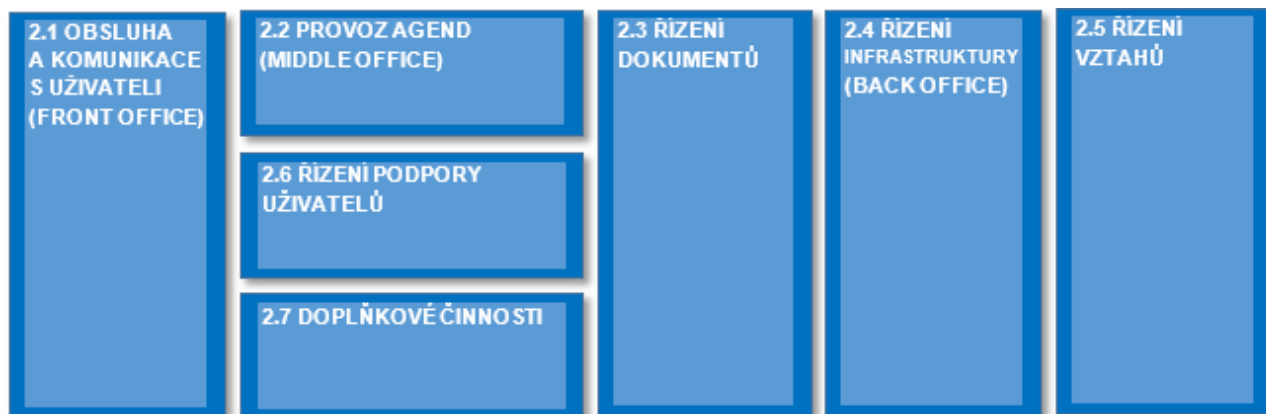 2.1 OBSLUHA
A KOMUNIKACE
S UŽIVATELI
(FRONT OFFICE)
2.2 PROVOZ AGEND
(MIDDLE OFFICE)
2.6 ŘÍZENÍ PODPORY
UŽIVATELŮ
2.7 DOPLŇKOVÉ ČINNOSTI
2.3 ŘÍZENÍ
DOKUMENTŮ
2.4 ŘÍZENÍ
INFRASTRUKTURY
(BACK OFFICE)
2.5 ŘÍZENÍ
VZTAHŮ